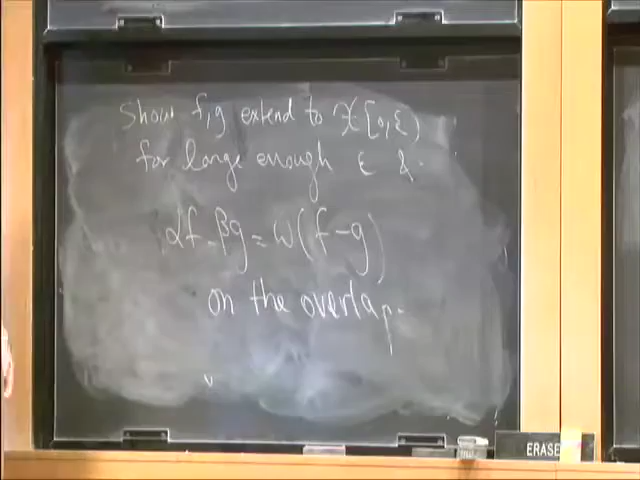 Show f,g extend to X[0,ε)
for large enough ε &
αf - βg = ω(f-g)
on the overlap.
ERASE